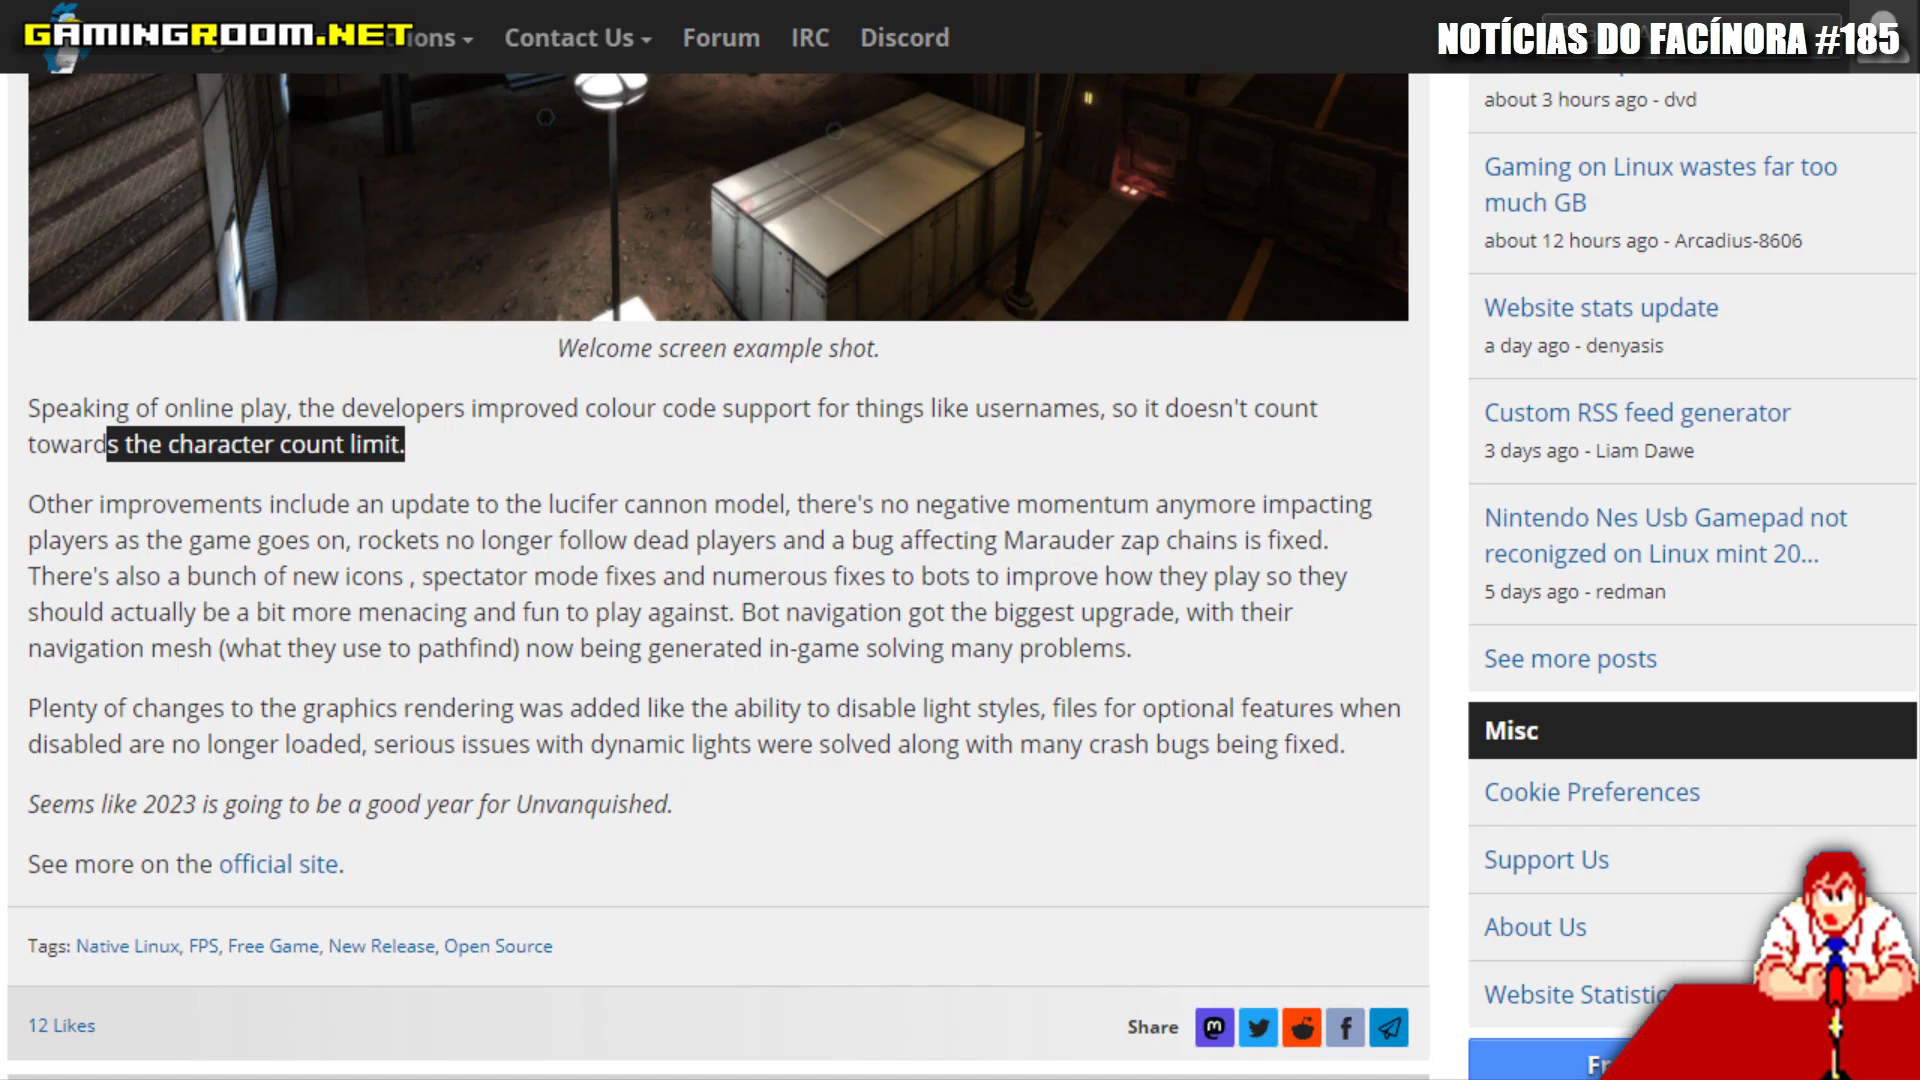 GAMINGROOM.NET
ions
Contact Us
Forum
IRC
Discord
NOTÍCIAS DO FACÍNORA #185
Welcome screen example shot.
Speaking of online play, the developers improved colour code support for things like usernames, so it doesn't count
towards the character count limit.
Other improvements include an update to the lucifer cannon model, there's no negative momentum anymore impacting
players as the game goes on, rockets no longer follow dead players and a bug affecting Marauder zap chains is fixed.
There's also a bunch of new icons , spectator mode fixes and numerous fixes to bots to improve how they play so they
should actually be a bit more menacing and fun to play against. Bot navigation got the biggest upgrade, with their
navigation mesh (what they use to pathfind) now being generated in-game solving many problems.
Plenty of changes to the graphics rendering was added like the ability to disable light styles, files for optional features when
disabled are no longer loaded, serious issues with dynamic lights were solved along with many crash bugs being fixed.
Seems like 2023 is going to be a good year for Unvanquished.
See more on the official site.
Tags: Native Linux, FPS, Free Game, New Release, Open Source
12 Likes
Share
about 3 hours ago - dvd
Gaming on Linux wastes far too
much GB
about 12 hours ago - Arcadius-8606
Website stats update
a day ago - denyasis
Custom RSS feed generator
3 days ago - Liam Dawe
Nintendo Nes Usb Gamepad not
reconigzed on Linux mint 20...
5 days ago - redman
See more posts
Misc
Cookie Preferences
Support Us
About Us
Website Statistic